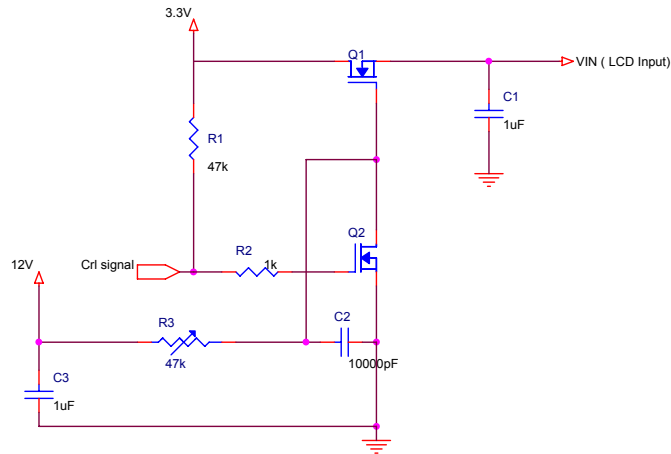 3.3V
Q1
VIN ( LCD Input)
C1
1uF
R1
47k
Q2
12V
Crl signal
R2
1k
R3
47k
C2
10000pF
C3
1uF